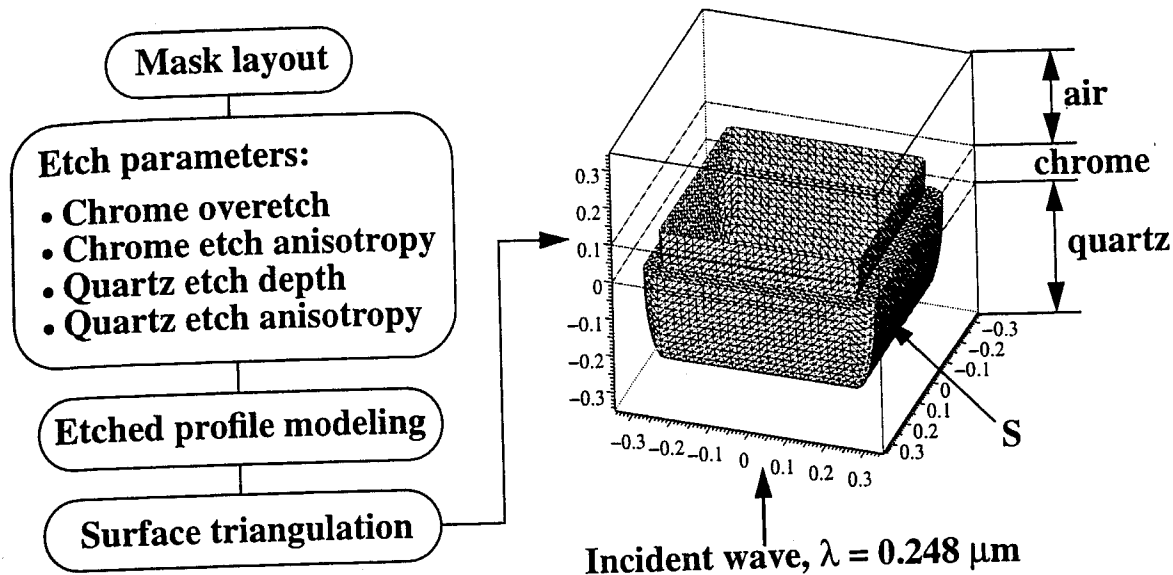 Mask layout
Etch parameters:
• Chrome overetch
• Chrome etch anisotropy
• Quartz etch depth
• Quartz etch anisotropy
Etched profile modeling
Surface triangulation
air
chrome
quartz
0.3
0.2
0.1
0
−0.1
−0.2
−0.3
−0.3 −0.2 −0.1 0 0.1 0.2 0.3
−0.3
−0.2
−0.1
0
0.1
0.2
0.3
S
Incident wave, λ = 0.248 μm